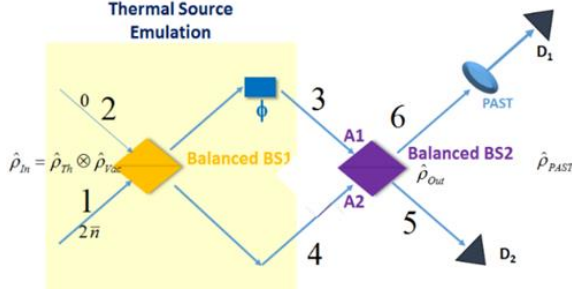 Thermal Source
Emulation
D₁
0 2
3
6
PAST
ϕ
A1
ρ̂_In = ρ̂_Th ⊗ ρ̂_Vac
Balanced BS1
Balanced BS2
ρ̂_Out
ρ̂_PAST
1
2n̄
A2
4
5
D₂